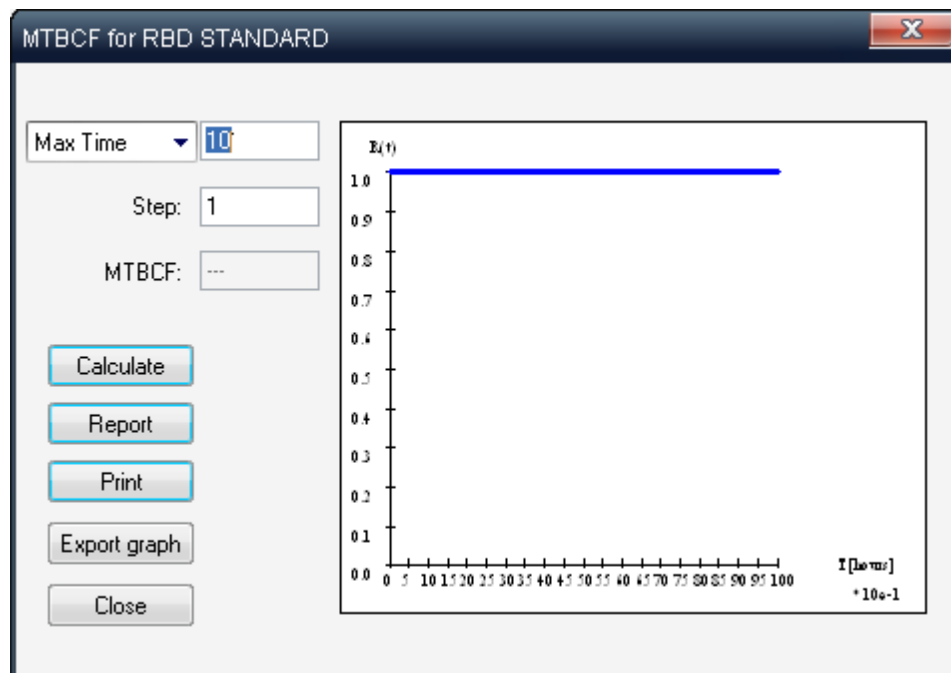 MTBCF for RBD STANDARD
Max Time 10
Step: 1
MTBCF: ---
Calculate
Report
Print
Export graph
Close
R(t)
1.0
0.9
0.8
0.7
0.6
0.5
0.4
0.3
0.2
0.1
0.0
0 5 10 15 20 25 30 35 40 45 50 55 60 65 70 75 80 85 90 95 100
T[hours]
*10e-1